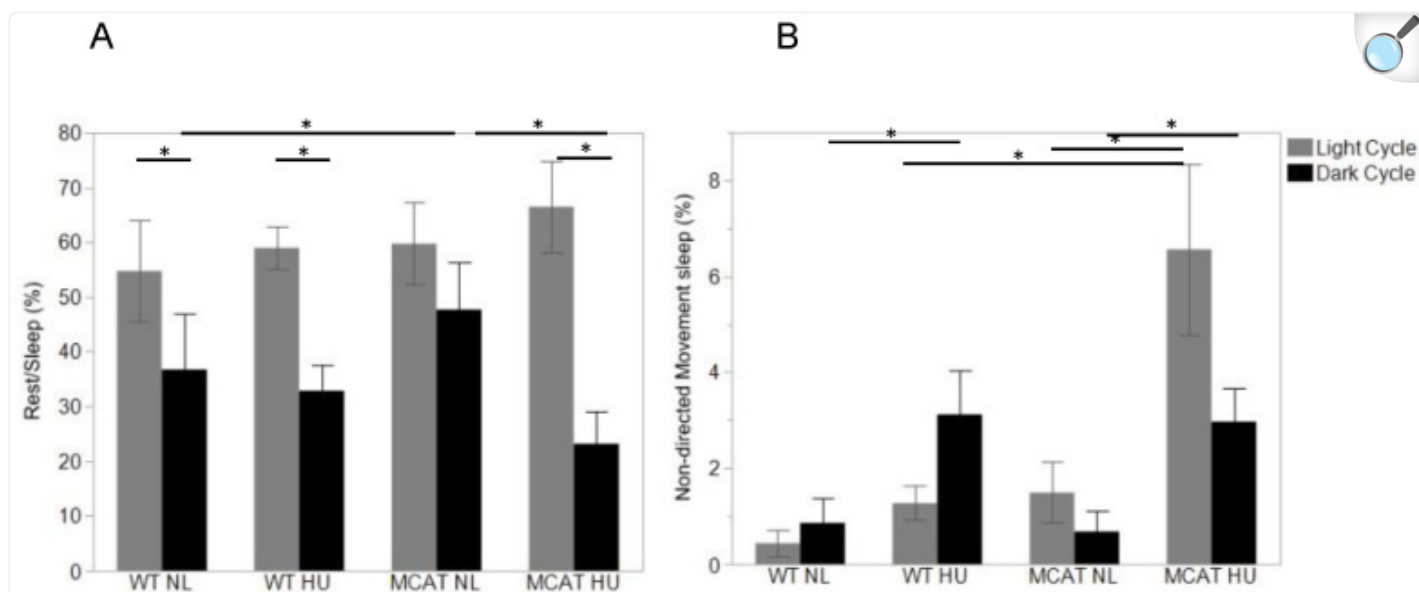 A
B
*
*
*
*
*
*
*
*
*
Light Cycle
Dark Cycle
Rest/Sleep (%)
80
70
60
50
40
30
20
10
0
WT NL
WT HU
MCAT NL
MCAT HU
Non-directed Movement sleep (%)
8
6
4
2
0
WT NL
WT HU
MCAT NL
MCAT HU